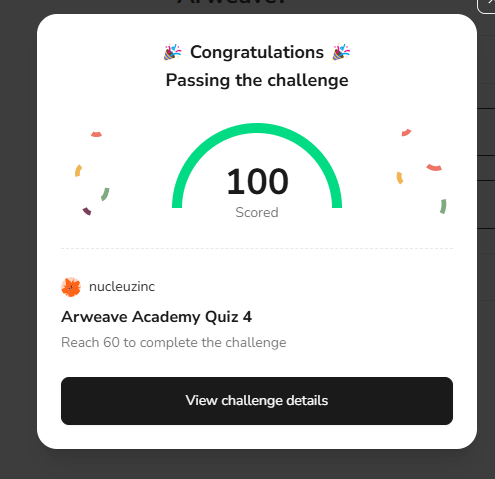 Arweave?
Congratulations
Passing the challenge
100
Scored
nucleuzinc
Arweave Academy Quiz 4
Reach 60 to complete the challenge
View challenge details